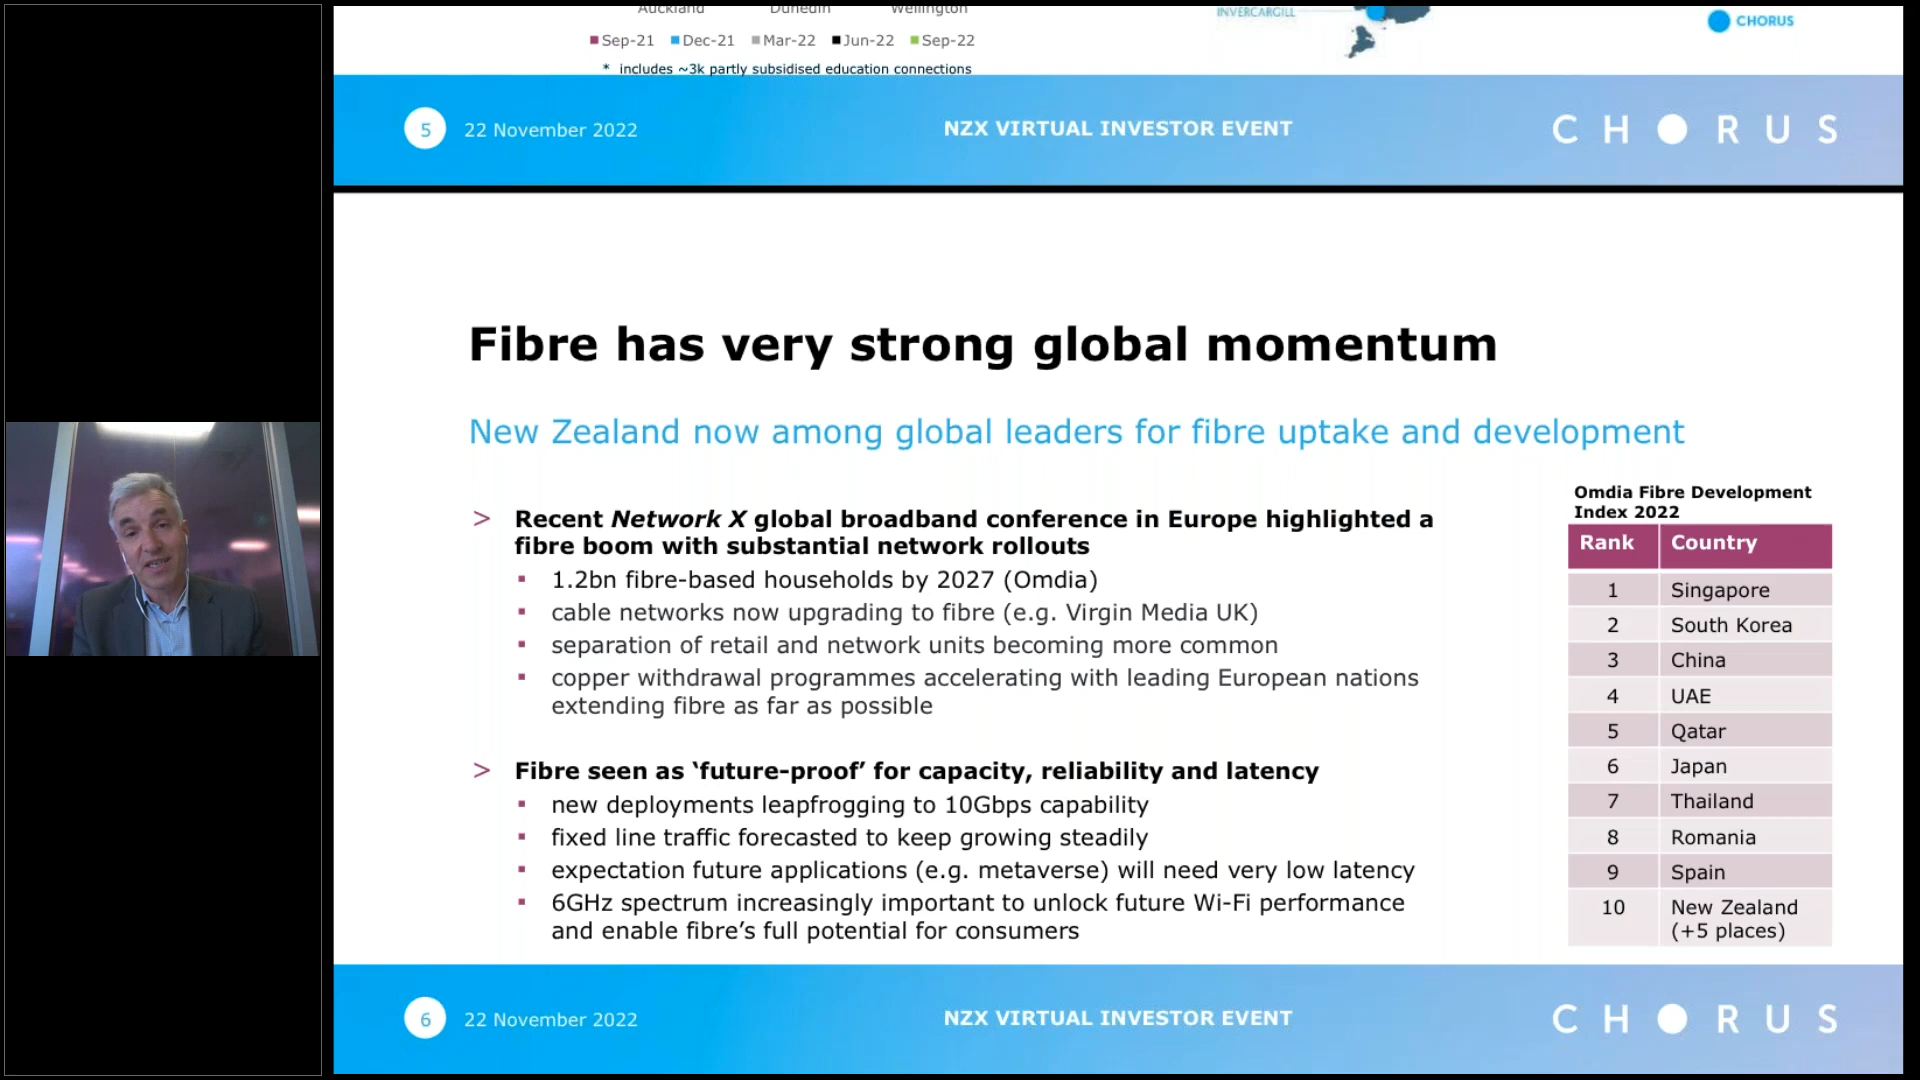 Auckland Dunedin Wellington
INVERCARGILL
CHORUS
Sep-21 Dec-21 Mar-22 Jun-22 Sep-22
* includes ~3k partly subsidised education connections
5 22 November 2022 NZX VIRTUAL INVESTOR EVENT CHORUS
Fibre has very strong global momentum
New Zealand now among global leaders for fibre uptake and development
> Recent Network X global broadband conference in Europe highlighted a
fibre boom with substantial network rollouts
▪ 1.2bn fibre-based households by 2027 (Omdia)
▪ cable networks now upgrading to fibre (e.g. Virgin Media UK)
▪ separation of retail and network units becoming more common
▪ copper withdrawal programmes accelerating with leading European nations
extending fibre as far as possible
> Fibre seen as ‘future-proof’ for capacity, reliability and latency
▪ new deployments leapfrogging to 10Gbps capability
▪ fixed line traffic forecasted to keep growing steadily
▪ expectation future applications (e.g. metaverse) will need very low latency
▪ 6GHz spectrum increasingly important to unlock future Wi-Fi performance
and enable fibre’s full potential for consumers
Omdia Fibre Development
Index 2022
Rank Country
1 Singapore
2 South Korea
3 China
4 UAE
5 Qatar
6 Japan
7 Thailand
8 Romania
9 Spain
10 New Zealand
(+5 places)
6 22 November 2022 NZX VIRTUAL INVESTOR EVENT CHORUS